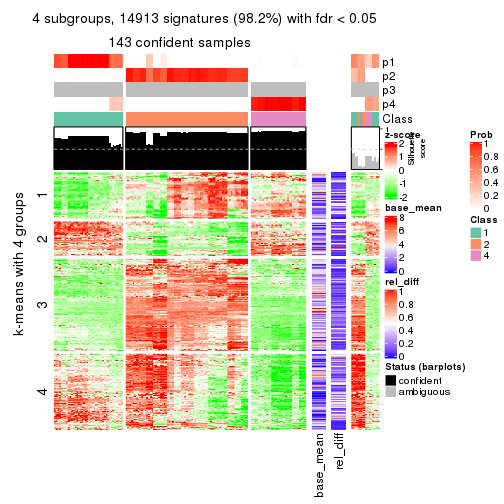 4 subgroups, 14913 signatures (98.2%) with fdr < 0.05
143 confident samples
p1
p2
p3
p4
Class
1
Silhouette
score
k-means with 4 groups
1
2
3
4
base_mean
rel_diff
z-score
2
1
0
-1
-2
base_mean
8
6
4
2
0
rel_diff
1
0.8
0.6
0.4
0.2
0
Status (barplots)
confident
ambiguous
Prob
1
0.8
0.6
0.4
0.2
0
Class
1
2
4